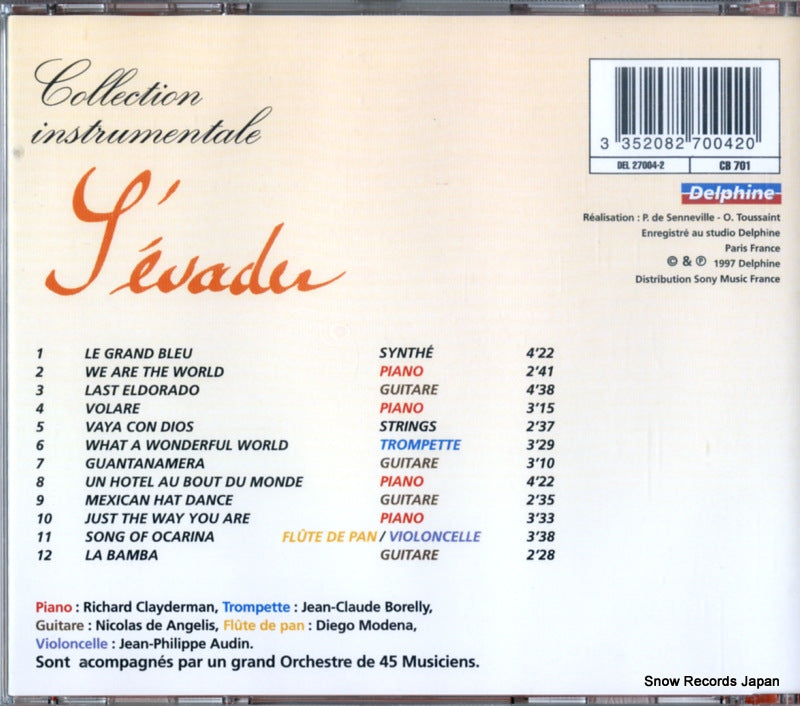 Collection
instrumentale
S'évader
3 352082 700420
DEL 27004-2 CB 701
Delphine
Réalisation : P. de Senneville - O. Toussaint
Enregistré au studio Delphine
Paris France
© & ℗ 1997 Delphine
Distribution Sony Music France
1 LE GRAND BLEU SYNTHÉ 4'22
2 WE ARE THE WORLD PIANO 2'41
3 LAST ELDORADO GUITARE 4'38
4 VOLARE PIANO 3'15
5 VAYA CON DIOS STRINGS 2'37
6 WHAT A WONDERFUL WORLD TROMPETTE 3'29
7 GUANTANAMERA GUITARE 3'10
8 UN HOTEL AU BOUT DU MONDE PIANO 4'22
9 MEXICAN HAT DANCE GUITARE 2'35
10 JUST THE WAY YOU ARE PIANO 3'33
11 SONG OF OCARINA FLÛTE DE PAN / VIOLONCELLE 3'38
12 LA BAMBA GUITARE 2'28
Piano : Richard Clayderman, Trompette : Jean-Claude Borelly,
Guitare : Nicolas de Angelis, Flûte de pan : Diego Modena,
Violoncelle : Jean-Philippe Audin.
Sont acompagnés par un grand Orchestre de 45 Musiciens.
Snow Records Japan